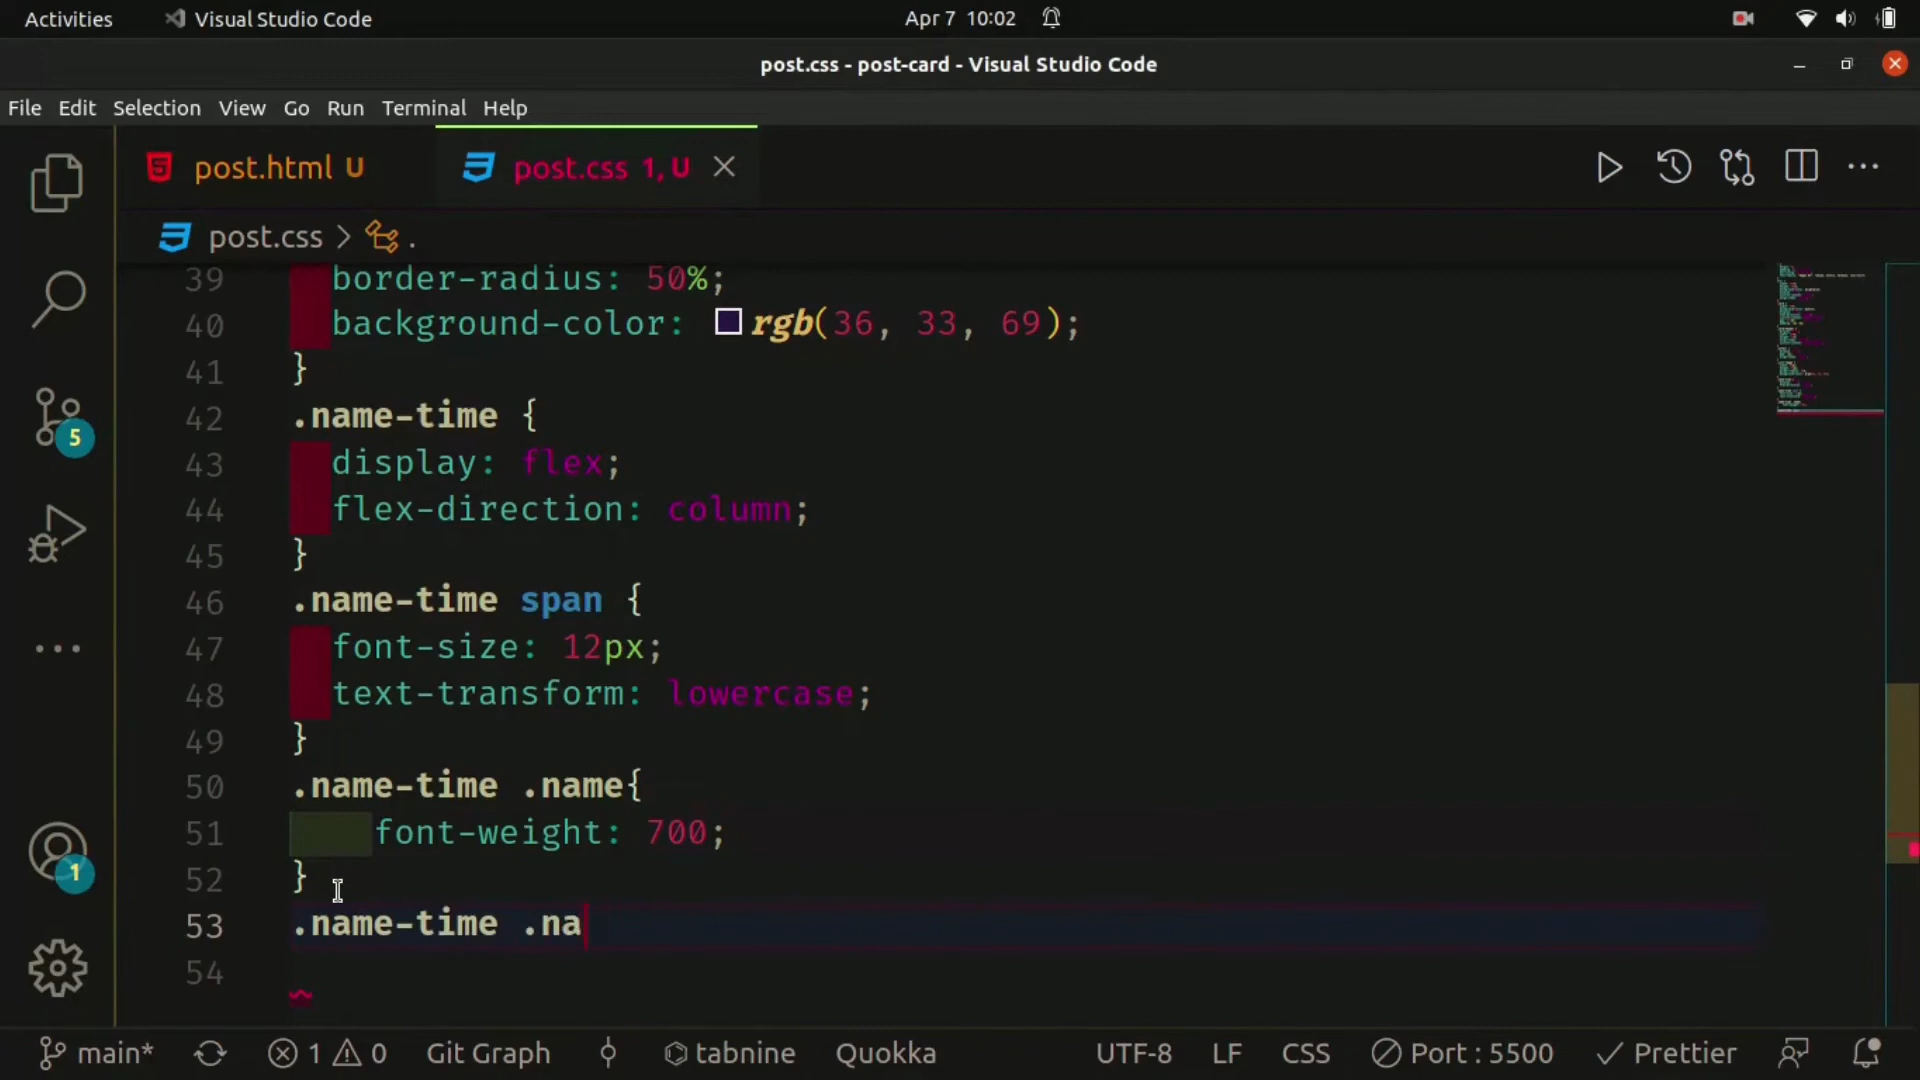 Activities Visual Studio Code Apr 7 10:02
post.css - post-card - Visual Studio Code
File Edit Selection View Go Run Terminal Help
post.html U post.css 1, U
post.css > .
39 border-radius: 50%;
40 background-color: rgb(36, 33, 69);
41 }
42 .name-time {
43 display: flex;
44 flex-direction: column;
45 }
46 .name-time span {
47 font-size: 12px;
48 text-transform: lowercase;
49 }
50 .name-time .name{
51 font-weight: 700;
52 }
53 .name-time .na
54
5
1
main* 1 0 Git Graph tabnine Quokka UTF-8 LF CSS Port : 5500 Prettier